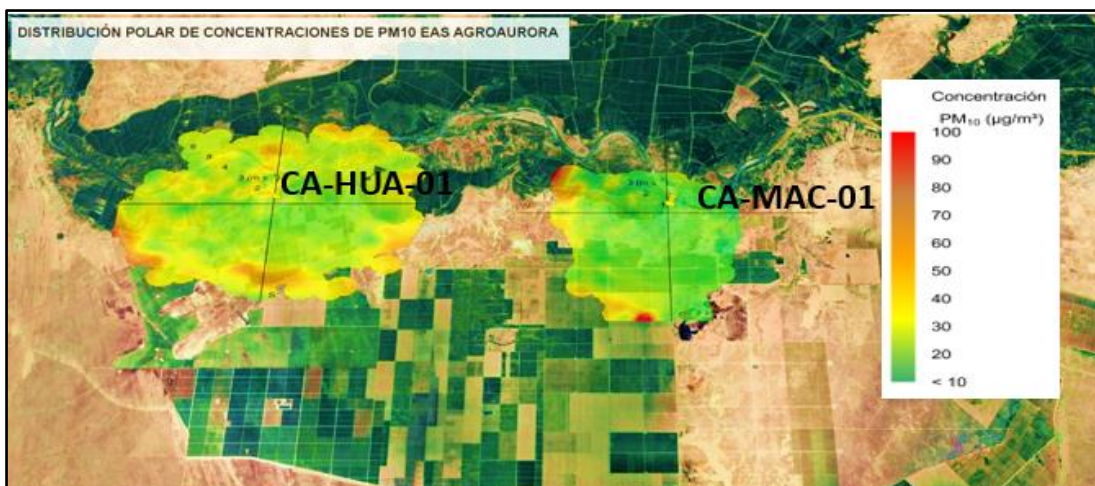 DISTRIBUCIÓN POLAR DE CONCENTRACIONES DE PM10 EAS AGROAURORA
CA-HUA-01
CA-MAC-01
Concentración
PM₁₀ (µg/m³)
100
90
80
70
60
50
40
30
20
< 10